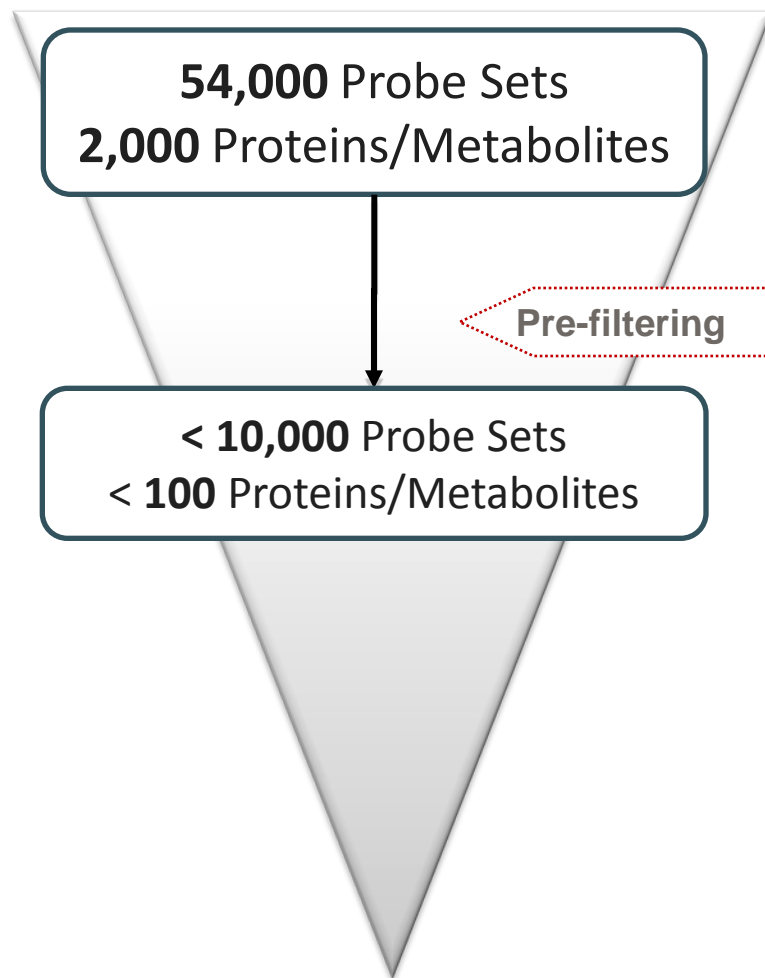 54,000 Probe Sets
2,000 Proteins/Metabolites
Pre-filtering
< 10,000 Probe Sets
< 100 Proteins/Metabolites